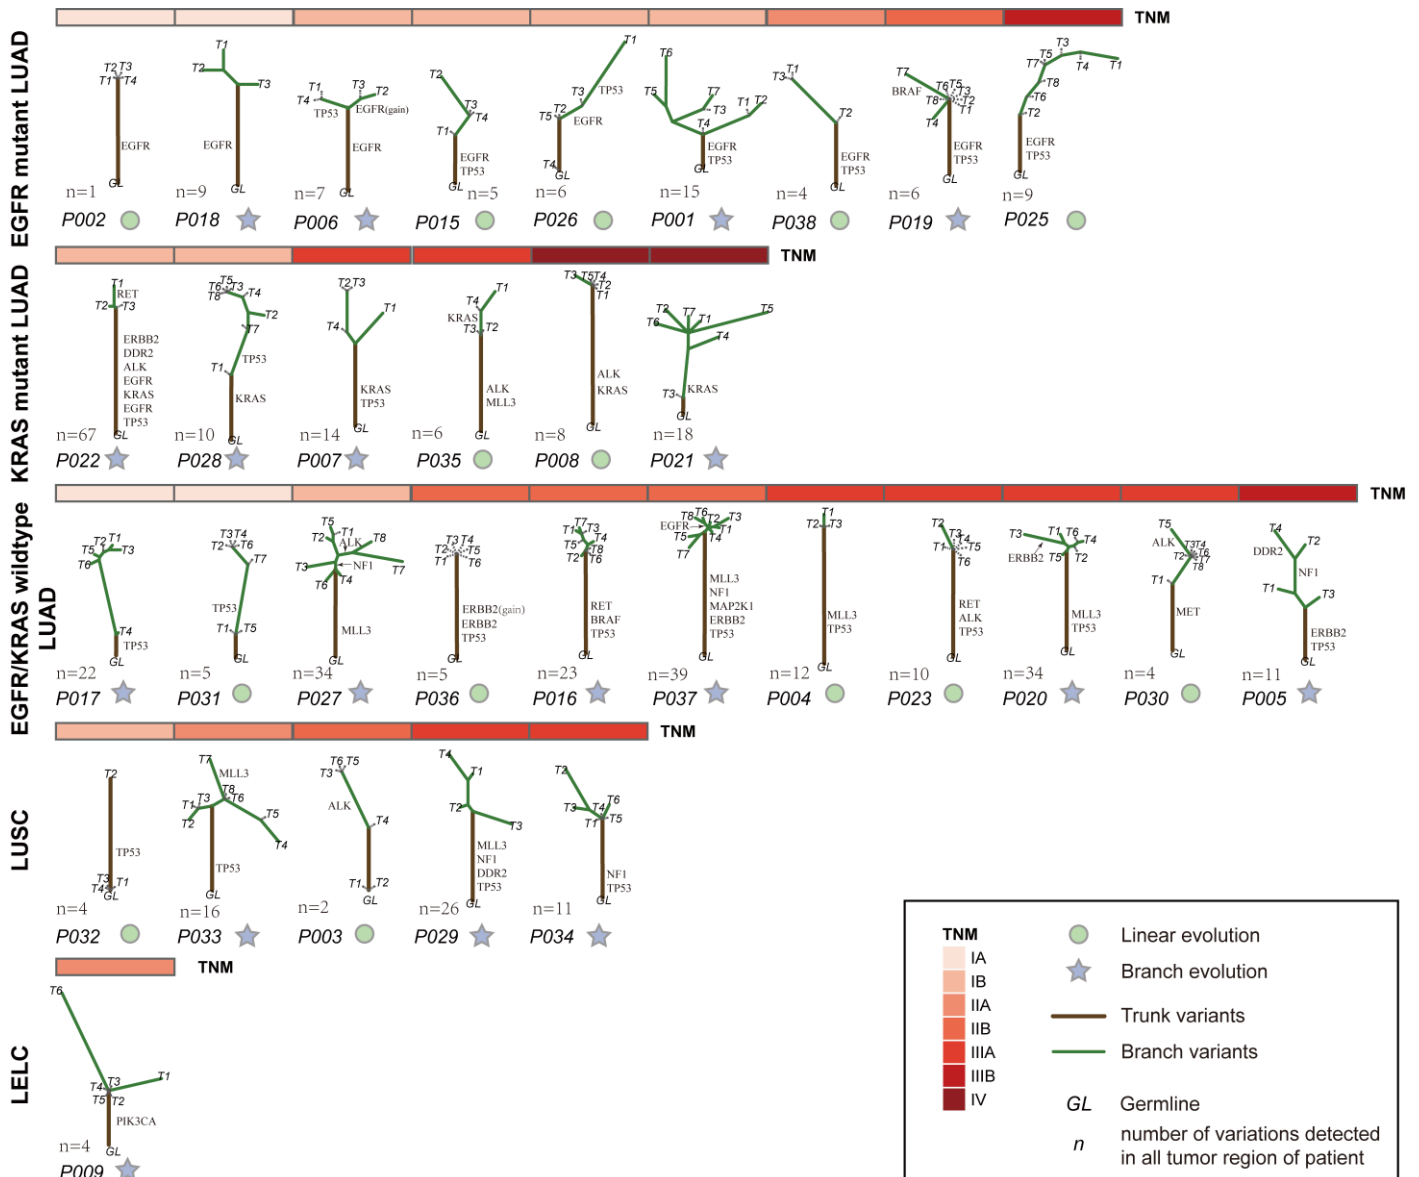 TNM
EGFR mutant LUAD
T2 T3
T1 T4
EGFR
GL
n=1
P002
T1
T2
T3
EGFR
GL
n=9
P018
T1
T3
T4
T2
TP53
EGFR(gain)
EGFR
GL
n=7
P006
T2
T3
T4
T1
EGFR
TP53
GL
n=5
P015
T1
T3
TP53
T2
T5
EGFR
T4
GL
n=6
P026
T6
T5
T7
T3
T1 T2
T4
EGFR
TP53
GL
n=15
P001
T1
T3
T2
EGFR
TP53
GL
n=4
P038
T7
BRAF
T6 T5
T3
T8 T2
T1
T4
EGFR
TP53
GL
n=6
P019
T3
T5
T7
T4
T1
T8
T6
T2
EGFR
TP53
GL
n=9
P025
TNM
KRAS mutant LUAD
T1
RET
T2 T3
ERBB2
DDR2
ALK
EGFR
KRAS
EGFR
TP53
GL
n=67
P022
T5
T6 T3
T8
T4
T2
T7
TP53
T1
KRAS
GL
n=10
P028
T2 T3
T1
T4
KRAS
TP53
GL
n=14
P007
T1
T4
KRAS
T3 T2
ALK
MLL3
GL
n=6
P035
T3 T5 T4
T2
T1
ALK
KRAS
GL
n=8
P008
T2
T7
T1
T5
T6
T4
T3
KRAS
GL
n=18
P021
TNM
EGFR/KRAS wildtype
LUAD
T2 T1
T5 T3
T6
T4
TP53
GL
n=22
P017
T3 T4
T2 T6
T7
TP53
T1 T5
GL
n=5
P031
T5
T1
T2
T8
ALK
NF1
T3
T7
T6 T4
MLL3
GL
n=34
P027
T3 T4
T2 T5
T1 T6
ERBB2(gain)
ERBB2
TP53
GL
n=5
P036
T7
T1 T3
T4
T5
T8
T2 T6
RET
BRAF
TP53
GL
n=23
P016
T6
T8 T2 T3
EGFR
T1
T5 T4
T7
MLL3
NF1
MAP2K1
ERBB2
TP53
GL
n=39
P037
T1
T2 T3
MLL3
TP53
GL
n=12
P004
T2
T3
T4
T1 T5
T6
RET
ALK
TP53
GL
n=10
P023
T3
T1 T6
T4
ERBB2
T5 T2
MLL3
TP53
GL
n=34
P020
T5
ALK
T3 T4
T2 T6
T7
T8
T1
MET
GL
n=4
P030
T4
T2
DDR2
NF1
T1
T3
ERBB2
TP53
GL
n=11
P005
TNM
LUSC
T2
TP53
T3
T4 T1
GL
n=4
P032
T7
MLL3
T8
T3 T6
T1
T2
T5
T4
TP53
GL
n=16
P033
T6 T5
T3
ALK
T4
T1 T2
GL
n=2
P003
T4
T1
T2
T3
MLL3
NF1
DDR2
TP53
GL
n=26
P029
T2
T3 T4 T6
T1 T5
NF1
TP53
GL
n=11
P034
TNM
LELC
T6
T3
T4
T1
T5 T2
PIK3CA
GL
n=4
P009
TNM
IA
IB
IIA
IIB
IIIA
IIIB
IV
Linear evolution
Branch evolution
Trunk variants
Branch variants
GL Germline
n number of variations detected
in all tumor region of patient